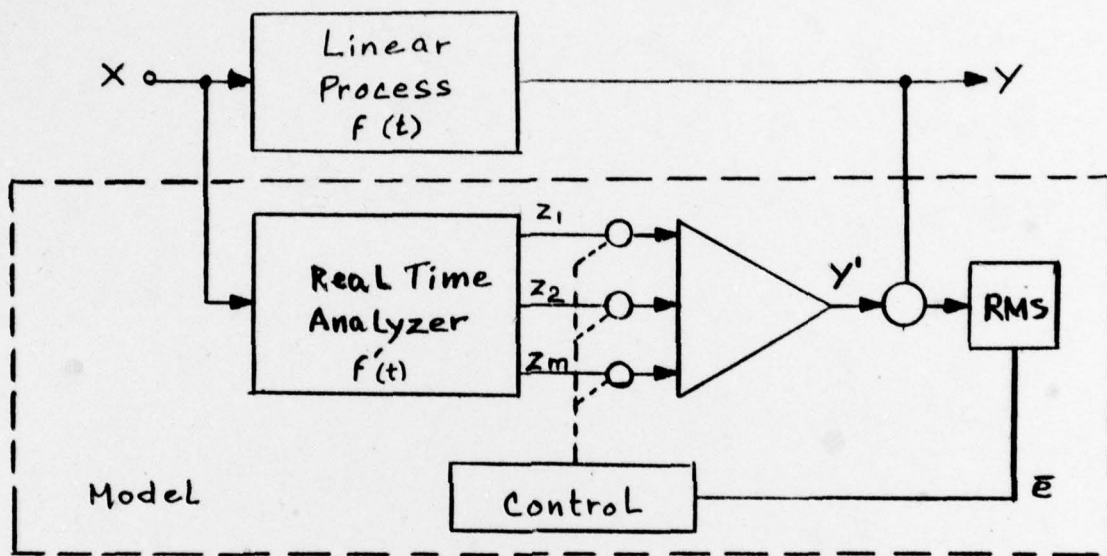 Linear
Process
f(t)
X
Y
Real Time
Analyzer
f'(t)
z1
z2
zm
Y'
RMS
Control
ē
Model